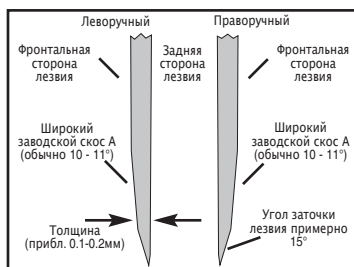 Леворучный
Праворучный
Фронтальная
сторона
лезвия
Задняя
сторона
лезвия
Фронтальная
сторона
лезвия
Широкий
заводской скос А
(обычно 10 - 11°)
Широкий
заводской скос А
(обычно 10 - 11°)
Толщина
(прибл. 0.1-0.2мм)
Угол заточки
лезвия примерно
15°